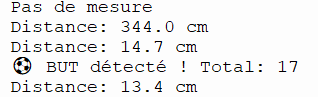 Pas de mesure
Distance: 344.0 cm
Distance: 14.7 cm
⚽ BUT détecté ! Total: 17
Distance: 13.4 cm